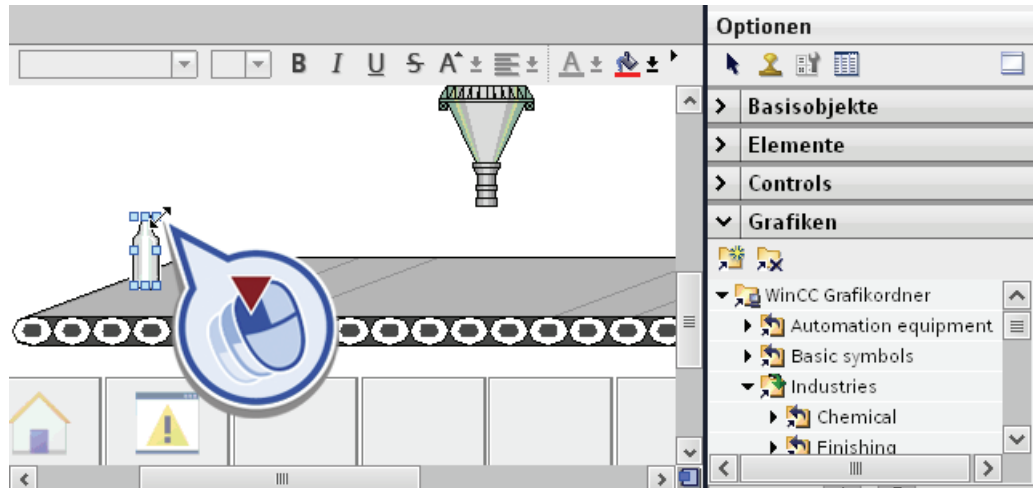 Optionen
B I U S A A
Basisobjekte
Elemente
Controls
Grafiken
WinCC Grafikordner
Automation equipment
Basic symbols
Industries
Chemical
Finishing